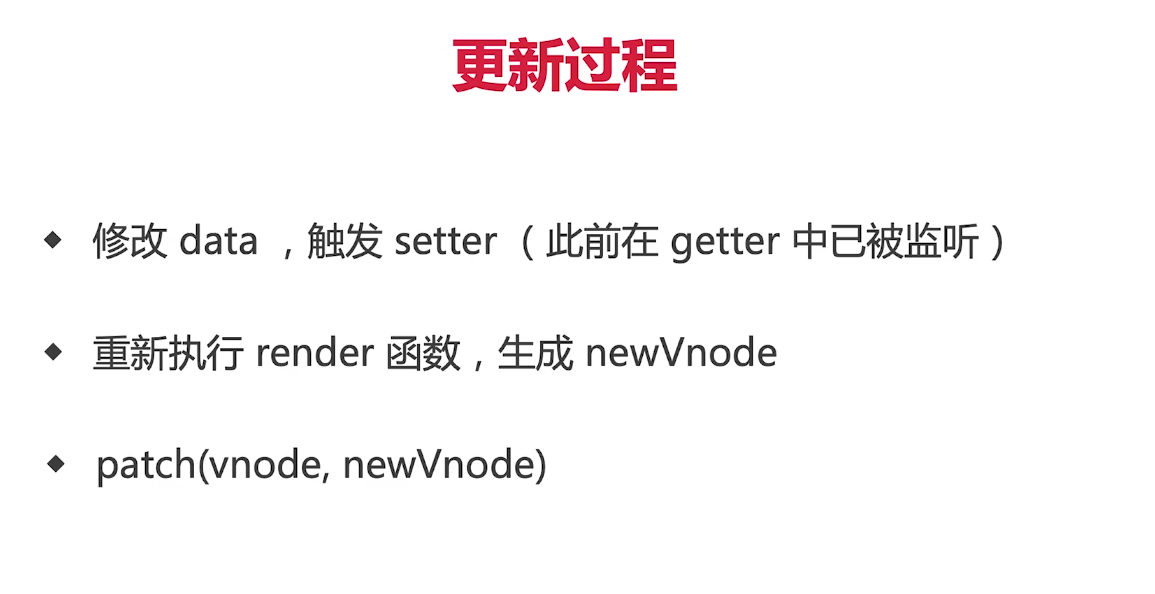 更新过程
◆ 修改 data ，触发 setter （ 此前在 getter 中已被监听 ）
◆ 重新执行 render 函数，生成 newVnode
◆ patch(vnode, newVnode)